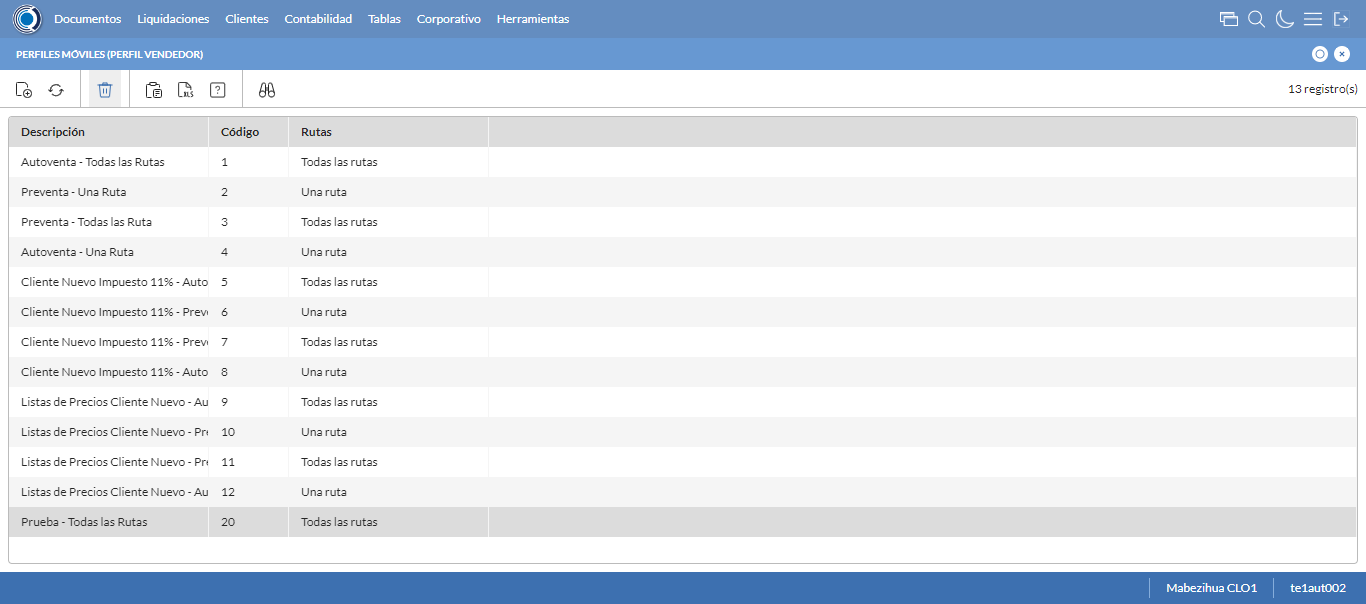 Documentos Liquidaciones Clientes Contabilidad Tablas Corporativo Herramientas
PERFILES MÓVILES (PERFIL VENDEDOR)
XLS ? 13 registro(s)
Descripción Código Rutas
Autoventa - Todas las Rutas 1 Todas las rutas
Preventa - Una Ruta 2 Una ruta
Preventa - Todas las Ruta 3 Todas las rutas
Autoventa - Una Ruta 4 Una ruta
Cliente Nuevo Impuesto 11% - Auto 5 Todas las rutas
Cliente Nuevo Impuesto 11% - Prev 6 Una ruta
Cliente Nuevo Impuesto 11% - Prev 7 Todas las rutas
Cliente Nuevo Impuesto 11% - Auto 8 Una ruta
Listas de Precios Cliente Nuevo - Au 9 Todas las rutas
Listas de Precios Cliente Nuevo - Pr 10 Una ruta
Listas de Precios Cliente Nuevo - Pr 11 Todas las rutas
Listas de Precios Cliente Nuevo - Au 12 Una ruta
Prueba - Todas las Rutas 20 Todas las rutas
Mabezihua CLO1 te1aut002